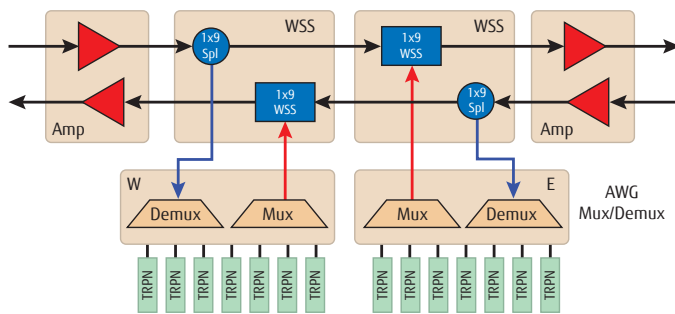 1x9
Spl
WSS
1x9
WSS
WSS
Amp
1x9
WSS
1x9
Spl
Amp
W
Demux
Mux
Mux
Demux
E
AWG
Mux/Demux
TRPN
TRPN
TRPN
TRPN
TRPN
TRPN
TRPN
TRPN
TRPN
TRPN
TRPN
TRPN
TRPN
TRPN